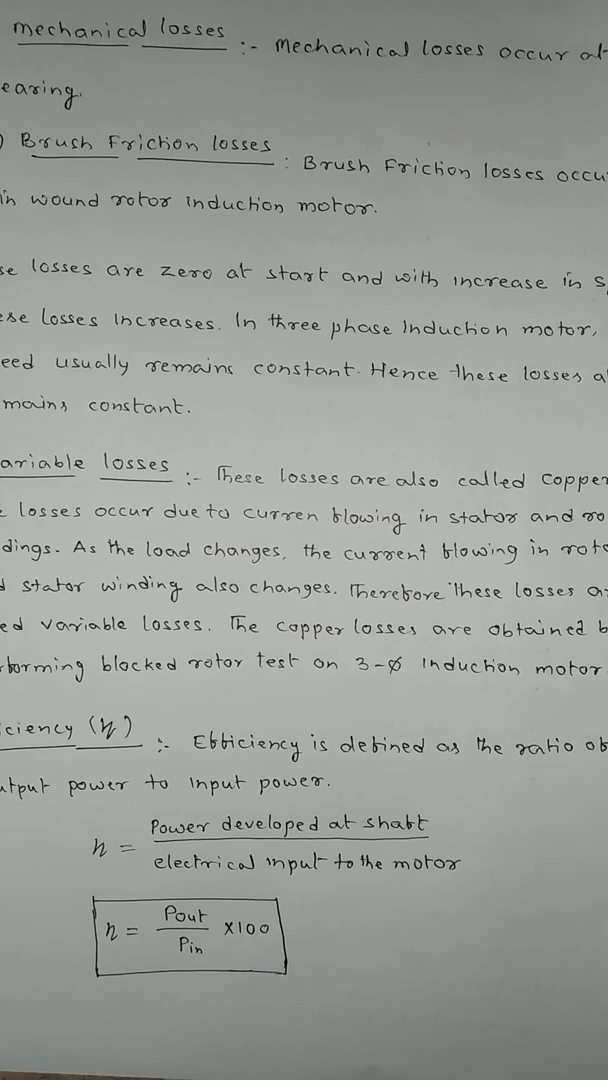 mechanical losses :- mechanical losses occur at
earing.
) Brush Friction losses : Brush Friction losses occu
in wound rotor induction motor.
se losses are zero at start and with increase in s
ese losses increases. In three phase Induction motor,
eed usually remains constant. Hence these losses a
mains constant.
ariable losses :- These losses are also called copper
e losses occur due to curren flowing in stator and ro
dings. As the load changes, the current flowing in roto
d stator winding also changes. Therefore these losses a
ed variable losses. The copper losses are obtained b
rforming blocked rotor test on 3-ϕ induction motor
ciency (η) :- Efficiency is defined as the ratio of
utput power to input power.
η = Power developed at shaft / electrical input to the motor
η = Pout / Pin ×100